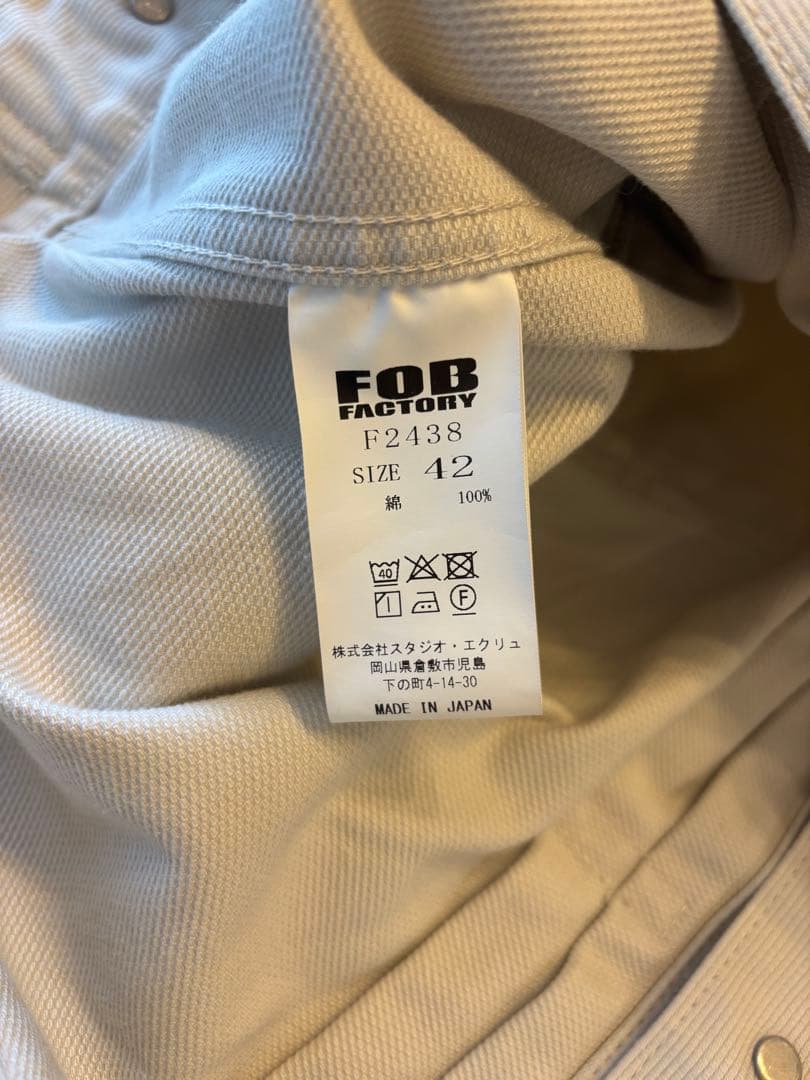 FOB
FACTORY
F2438
SIZE 42
綿 100%
40
F
株式会社スタジオ・エクリュ
岡山県倉敷市児島
下の町4-14-30
MADE IN JAPAN